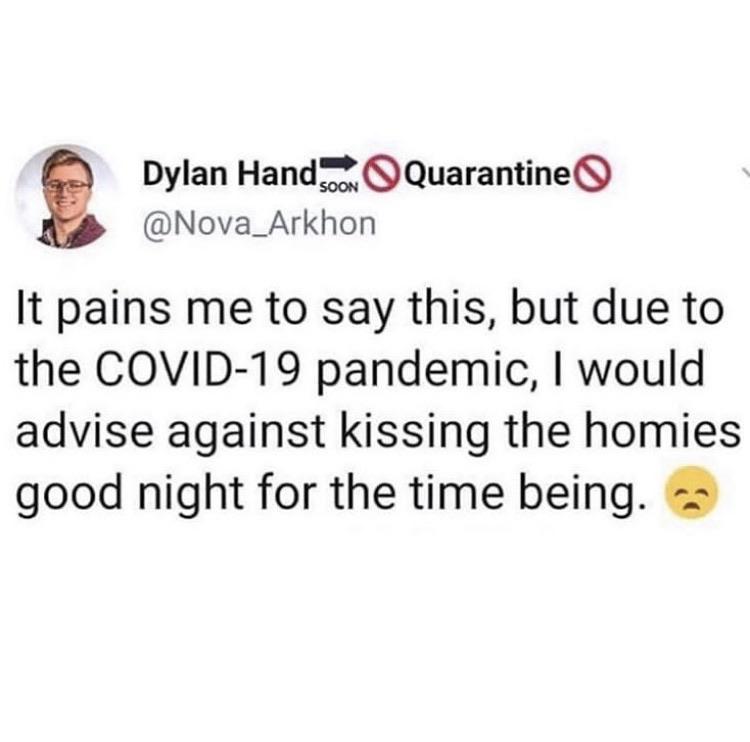 Dylan Hand SOON Quarantine
@Nova_Arkhon
It pains me to say this, but due to
the COVID-19 pandemic, I would
advise against kissing the homies
good night for the time being.